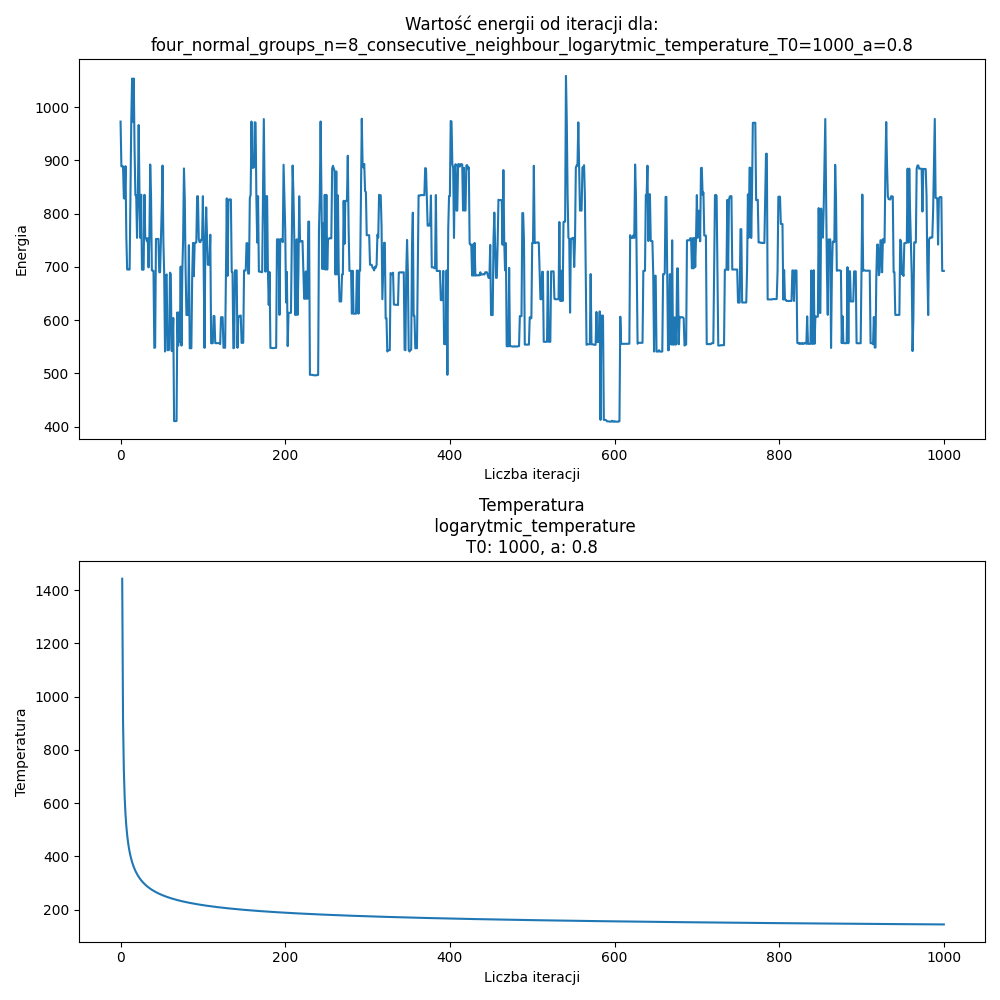 Wartość energii od iteracji dla:
four_normal_groups_n=8_consecutive_neighbour_logarytmic_temperature_T0=1000_a=0.8
1000
900
800
700
600
500
400
Energia
0 200 400 600 800 1000
Liczba iteracji
Temperatura
logarytmic_temperature
T0: 1000, a: 0.8
1400
1200
1000
800
600
400
200
Temperatura
0 200 400 600 800 1000
Liczba iteracji